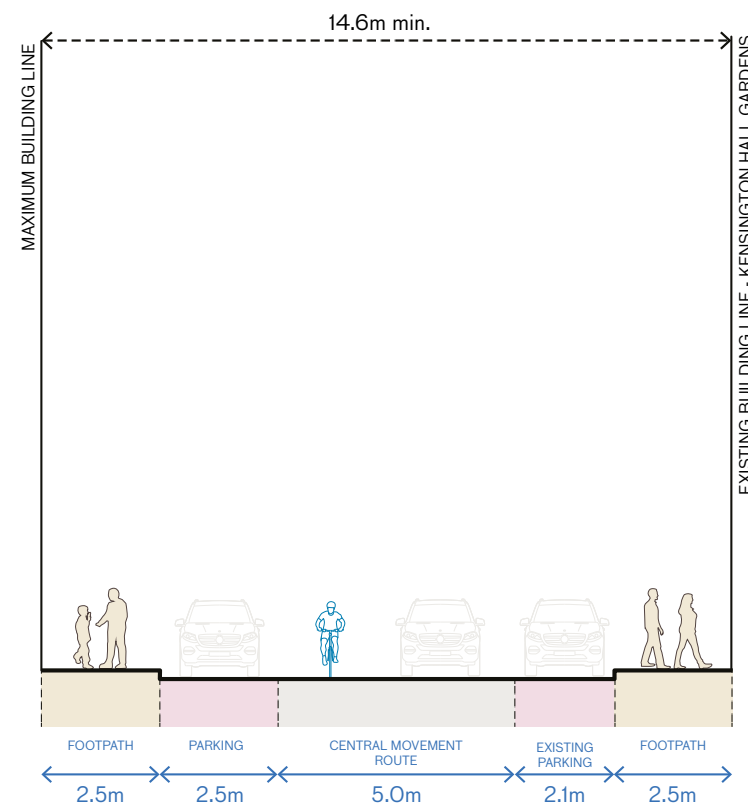 14.6m min.
MAXIMUM BUILDING LINE
EXISTING BUILDING LINE - KENSINGTON HALL GARDENS
FOOTPATH
PARKING
CENTRAL MOVEMENT
ROUTE
EXISTING
PARKING
FOOTPATH
2.5m
2.5m
5.0m
2.1m
2.5m